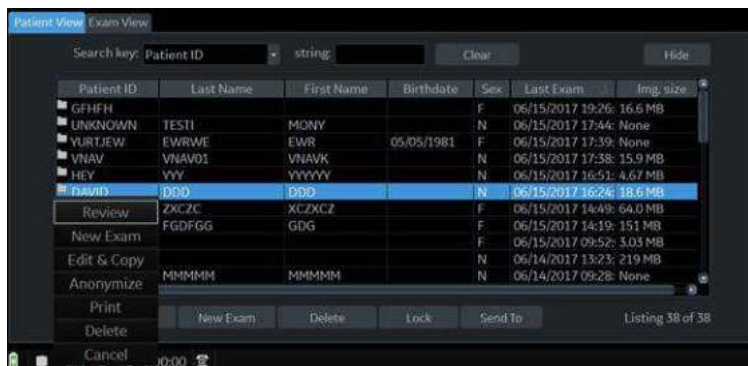 Patient View Exam View
Search key: Patient ID string: Clear Hide
Patient ID Last Name First Name Birthdate Sex Last Exam Img. size
GFHFH F 06/15/2017 19:26: 16.6 MB
UNKNOWN TESTI MONY N 06/15/2017 17:44: None
YURTJEW EWRWE EWR 05/05/1981 F 06/15/2017 17:39: None
VNAV VNAV01 VNAVK N 06/15/2017 17:38: 15.9 MB
HEY YYY YYYYYY N 06/15/2017 16:51: 4.67 MB
DAVID DDD DDD N 06/15/2017 16:24: 18.6 MB
Review ZXCZC XCZXCZ F 06/15/2017 14:49: 64.0 MB
FGDFGG GDG F 06/15/2017 14:19: 151 MB
New Exam F 06/15/2017 09:52: 3.03 MB
Edit & Copy N 06/14/2017 13:23: 219 MB
Anonymize MMMMM MMMMM N 06/14/2017 09:28: None
Print New Exam Delete Lock Send To Listing 38 of 38
Delete
Cancel 00:00